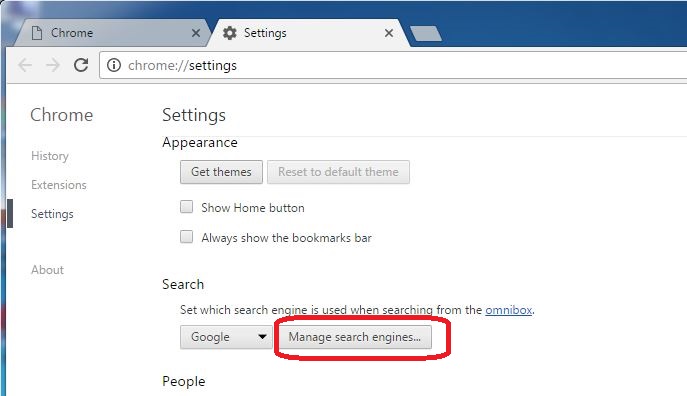 Chrome
Settings
chrome://settings
Chrome
Settings
History
Appearance
Get themes
Reset to default theme
Extensions
Settings
Show Home button
Always show the bookmarks bar
About
Search
Set which search engine is used when searching from the omnibox.
Google
Manage search engines...
People